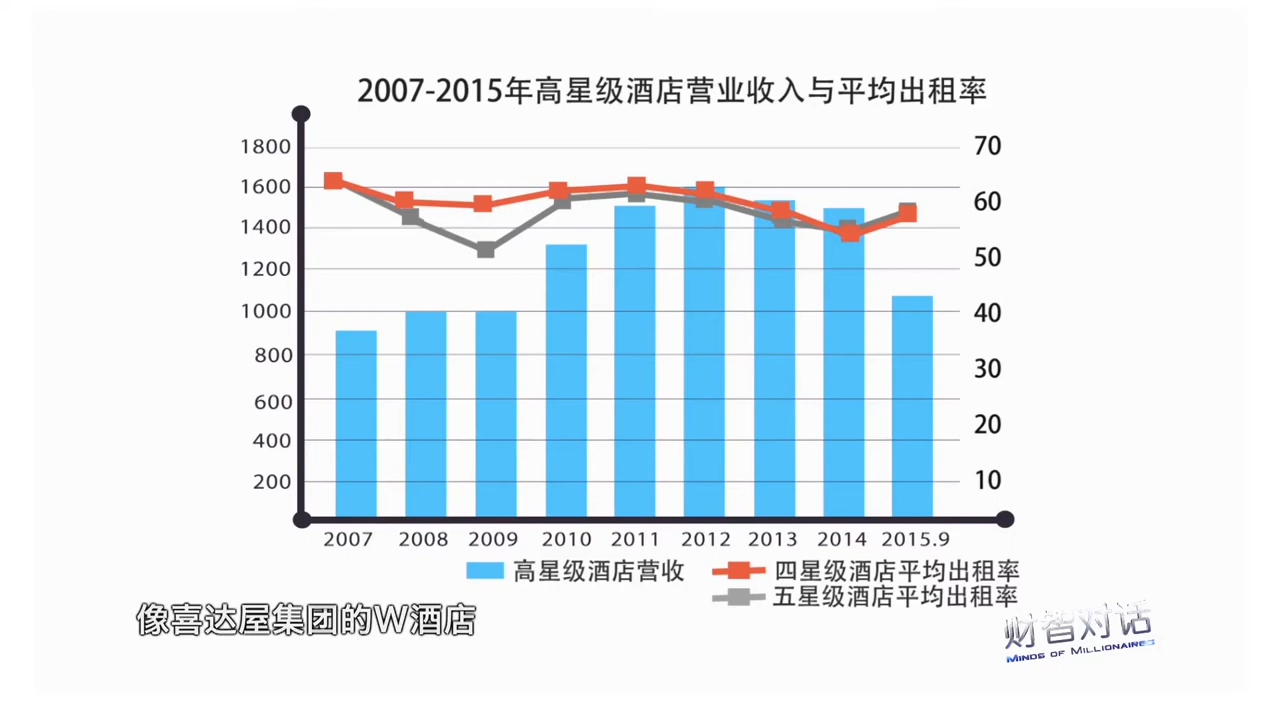 2007-2015年高星级酒店营业收入与平均出租率
1800
1600
1400
1200
1000
800
600
400
200
70
60
50
40
30
20
10
2007 2008 2009 2010 2011 2012 2013 2014 2015.9
高星级酒店营收 四星级酒店平均出租率
五星级酒店平均出租率
像喜达屋集团的W酒店
财智对话
MINDS OF MILLIONAIRES